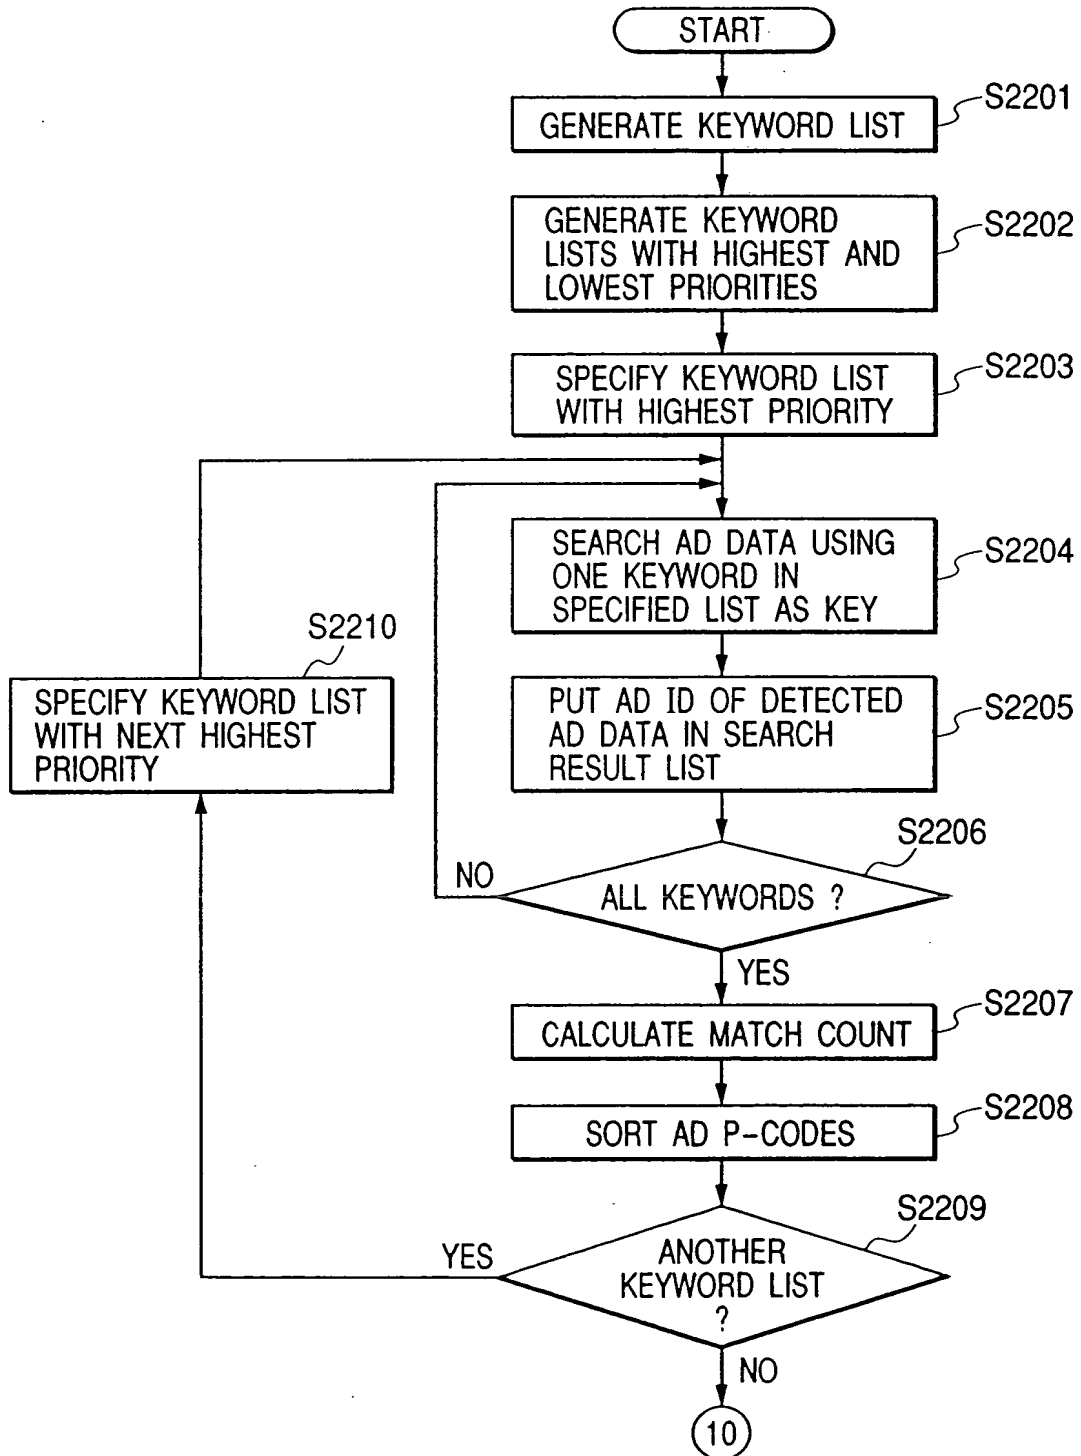 START
S2201
GENERATE KEYWORD LIST
S2202
GENERATE KEYWORD
LISTS WITH HIGHEST AND
LOWEST PRIORITIES
S2203
SPECIFY KEYWORD LIST
WITH HIGHEST PRIORITY
S2204
SEARCH AD DATA USING
ONE KEYWORD IN
SPECIFIED LIST AS KEY
S2210
SPECIFY KEYWORD LIST
WITH NEXT HIGHEST
PRIORITY
S2205
PUT AD ID OF DETECTED
AD DATA IN SEARCH
RESULT LIST
S2206
NO
ALL KEYWORDS ?
YES
S2207
CALCULATE MATCH COUNT
S2208
SORT AD P-CODES
S2209
YES
ANOTHER
KEYWORD LIST
?
NO
10